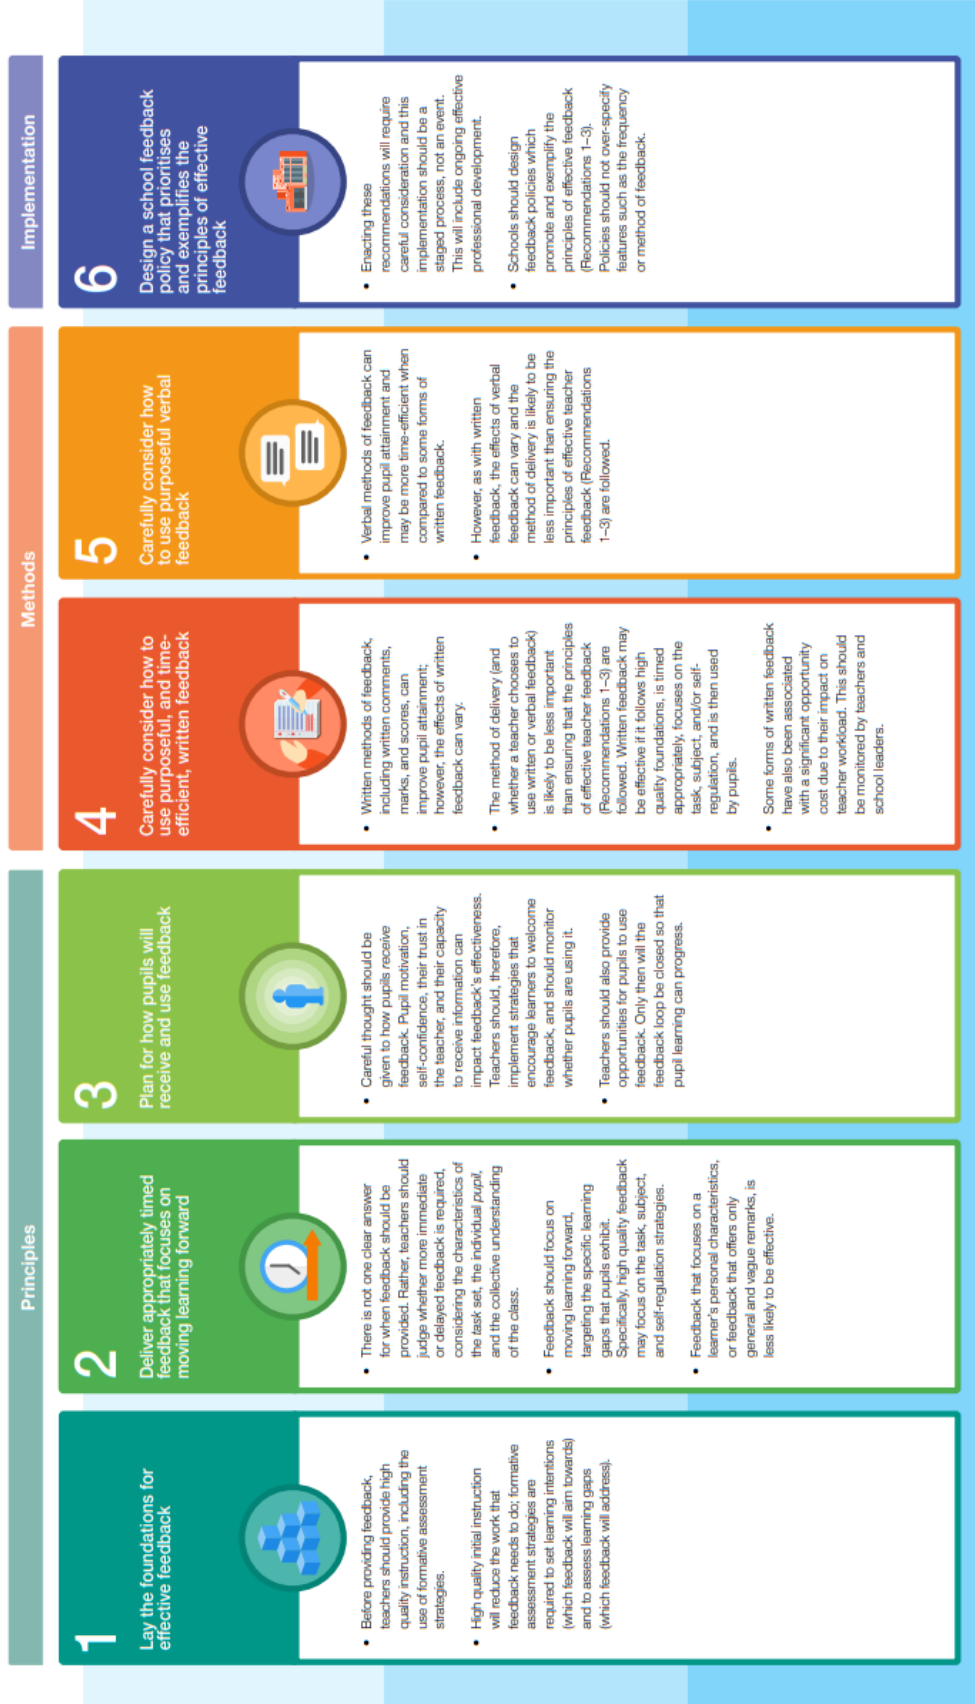 Principles
1
Lay the foundations for
effective feedback
• Before providing feedback,
teachers should provide high
quality instruction, including the
use of formative assessment
strategies.
• High quality initial instruction
will reduce the work that
feedback needs to do; formative
assessment strategies are
required to set learning intentions
(which feedback will aim towards)
and to assess learning gaps
(which feedback will address).
2
Deliver appropriately timed
feedback that focuses on
moving learning forward
• There is not one clear answer
for when feedback should be
provided. Rather, teachers should
judge whether more immediate
or delayed feedback is required,
considering the characteristics of
the task set, the individual pupil,
and the collective understanding
of the class.
• Feedback should focus on
moving learning forward,
targeting the specific learning
gaps that pupils exhibit.
Specifically, high quality feedback
may focus on the task, subject,
and self-regulation strategies.
• Feedback that focuses on a
learner's personal characteristics,
or feedback that offers only
general and vague remarks, is
less likely to be effective.
3
Plan for how pupils will
receive and use feedback
• Careful thought should be
given to how pupils receive
feedback. Pupil motivation,
self-confidence, their trust in
the teacher, and their capacity
to receive information can
impact feedback's effectiveness.
Teachers should, therefore,
implement strategies that
encourage learners to welcome
feedback, and should monitor
whether pupils are using it.
• Teachers should also provide
opportunities for pupils to use
feedback. Only then will the
feedback loop be closed so that
pupil learning can progress.
Methods
4
Carefully consider how to
use purposeful, and time-
efficient, written feedback
• Written methods of feedback,
including written comments,
marks, and scores, can
improve pupil attainment;
however, the effects of written
feedback can vary.
• The method of delivery (and
whether a teacher chooses to
use written or verbal feedback)
is likely to be less important
than ensuring that the principles
of effective teacher feedback
(Recommendations 1–3) are
followed. Written feedback may
be effective if it follows high
quality foundations, is timed
appropriately, focuses on the
task, subject, and/or self-
regulation, and is then used
by pupils.
• Some forms of written feedback
have also been associated
with a significant opportunity
cost due to their impact on
teacher workload. This should
be monitored by teachers and
school leaders.
5
Carefully consider how
to use purposeful verbal
feedback
• Verbal methods of feedback can
improve pupil attainment and
may be more time-efficient when
compared to some forms of
written feedback.
• However, as with written
feedback, the effects of verbal
feedback can vary and the
method of delivery is likely to be
less important than ensuring the
principles of effective teacher
feedback (Recommendations
1–3) are followed.
Implementation
6
Design a school feedback
policy that prioritises
and exemplifies the
principles of effective
feedback
• Enacting these
recommendations will require
careful consideration and this
implementation should be a
staged process, not an event.
This will include ongoing effective
professional development.
• Schools should design
feedback policies which
promote and exemplify the
principles of effective feedback
(Recommendations 1–3).
Policies should not over-specify
features such as the frequency
or method of feedback.